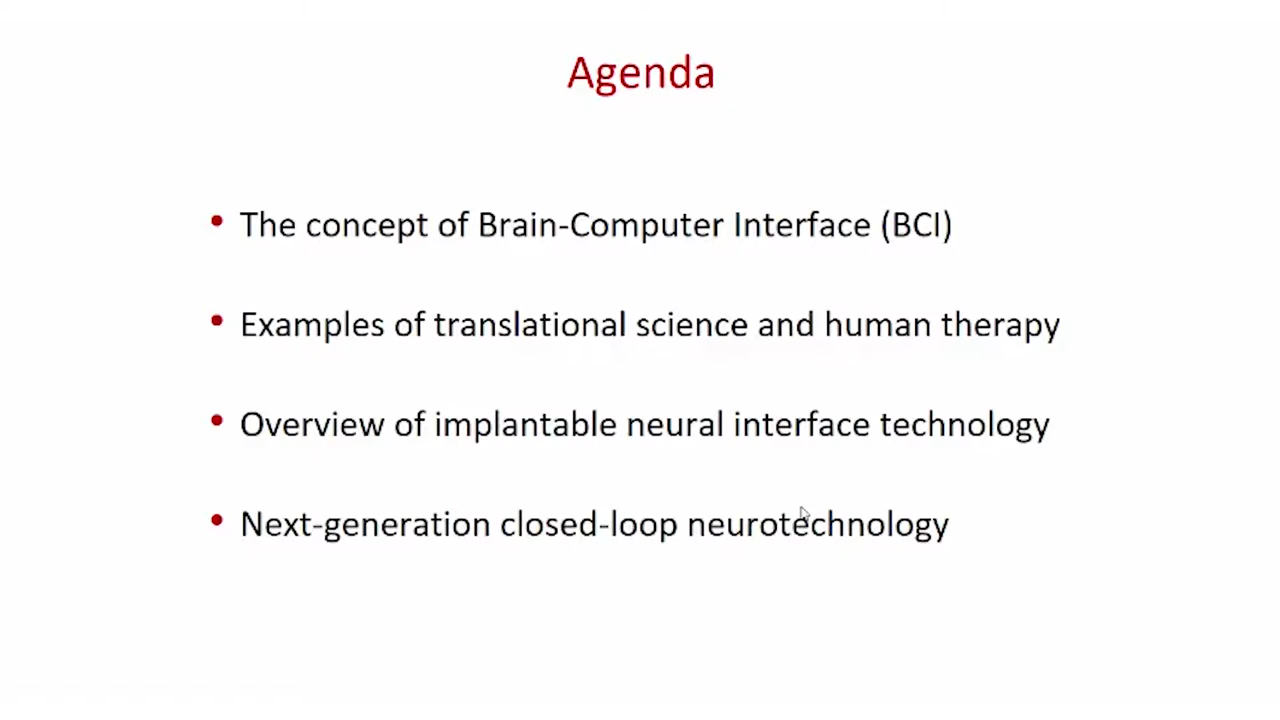 Agenda
• The concept of Brain-Computer Interface (BCI)
• Examples of translational science and human therapy
• Overview of implantable neural interface technology
• Next-generation closed-loop neurotechnology